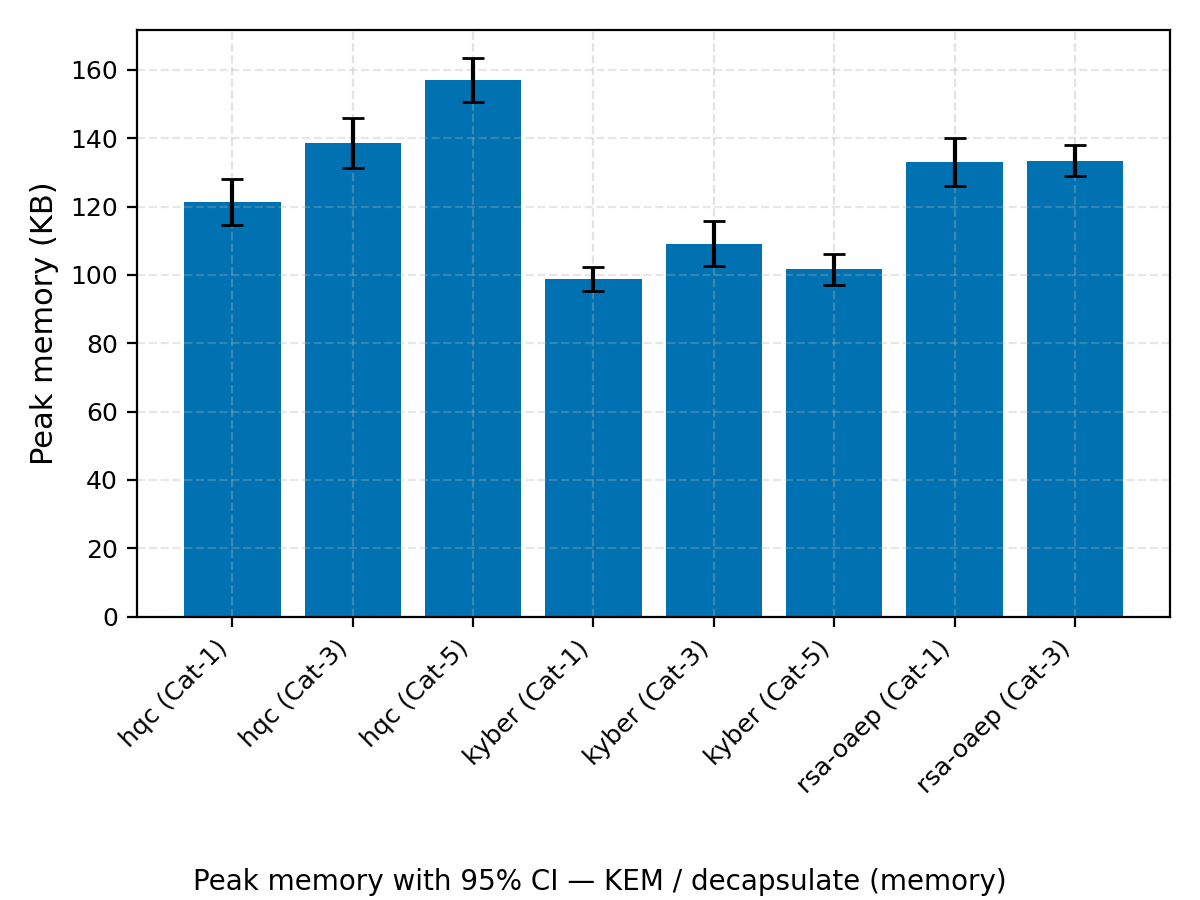 160
140
120
100
80
60
40
20
0
Peak memory (KB)
hqc (Cat-1)
hqc (Cat-3)
hqc (Cat-5)
kyber (Cat-1)
kyber (Cat-3)
kyber (Cat-5)
rsa-oaep (Cat-1)
rsa-oaep (Cat-3)
Peak memory with 95% CI — KEM / decapsulate (memory)